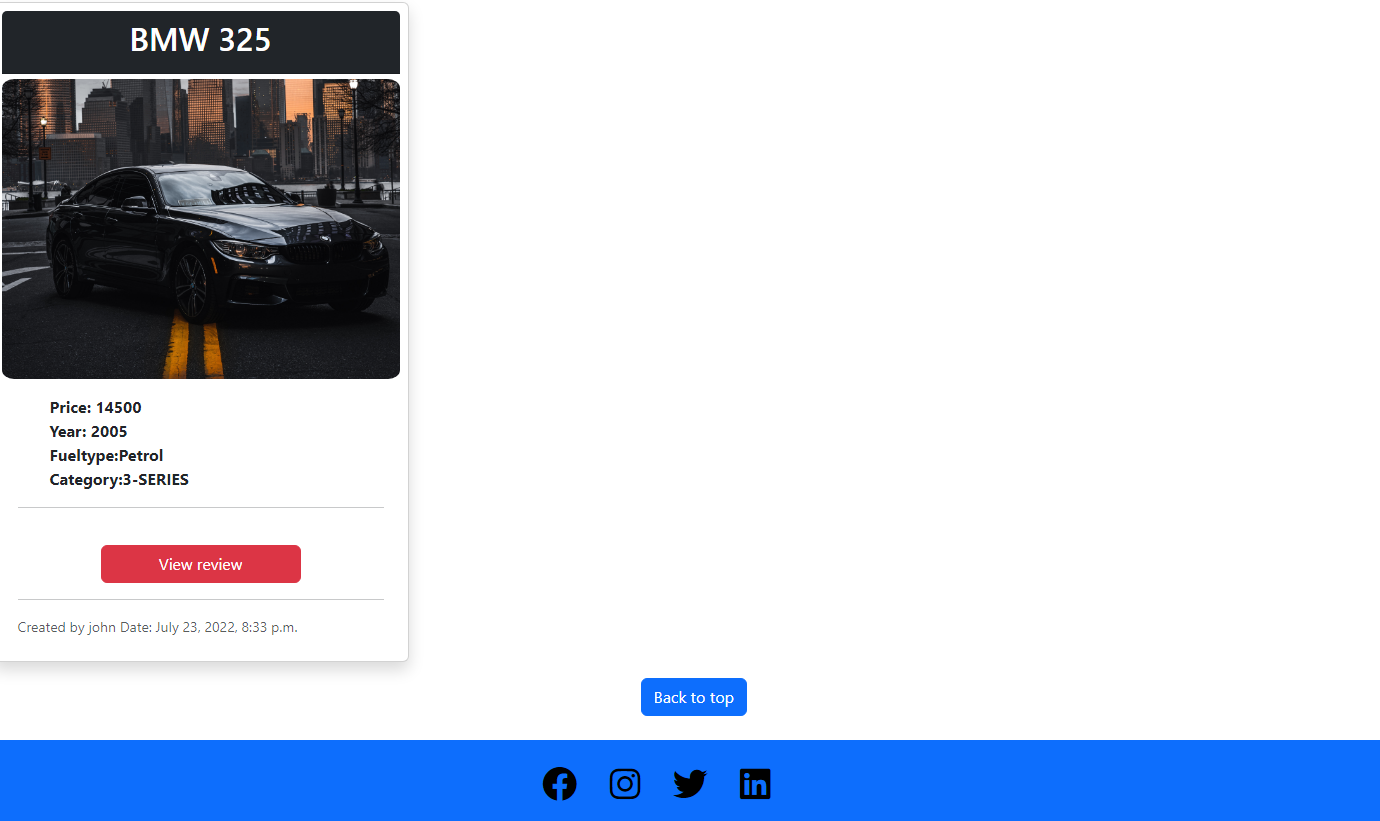 BMW 325
Price: 14500
Year: 2005
Fueltype:Petrol
Category:3-SERIES
View review
Created by john Date: July 23, 2022, 8:33 p.m.
Back to top